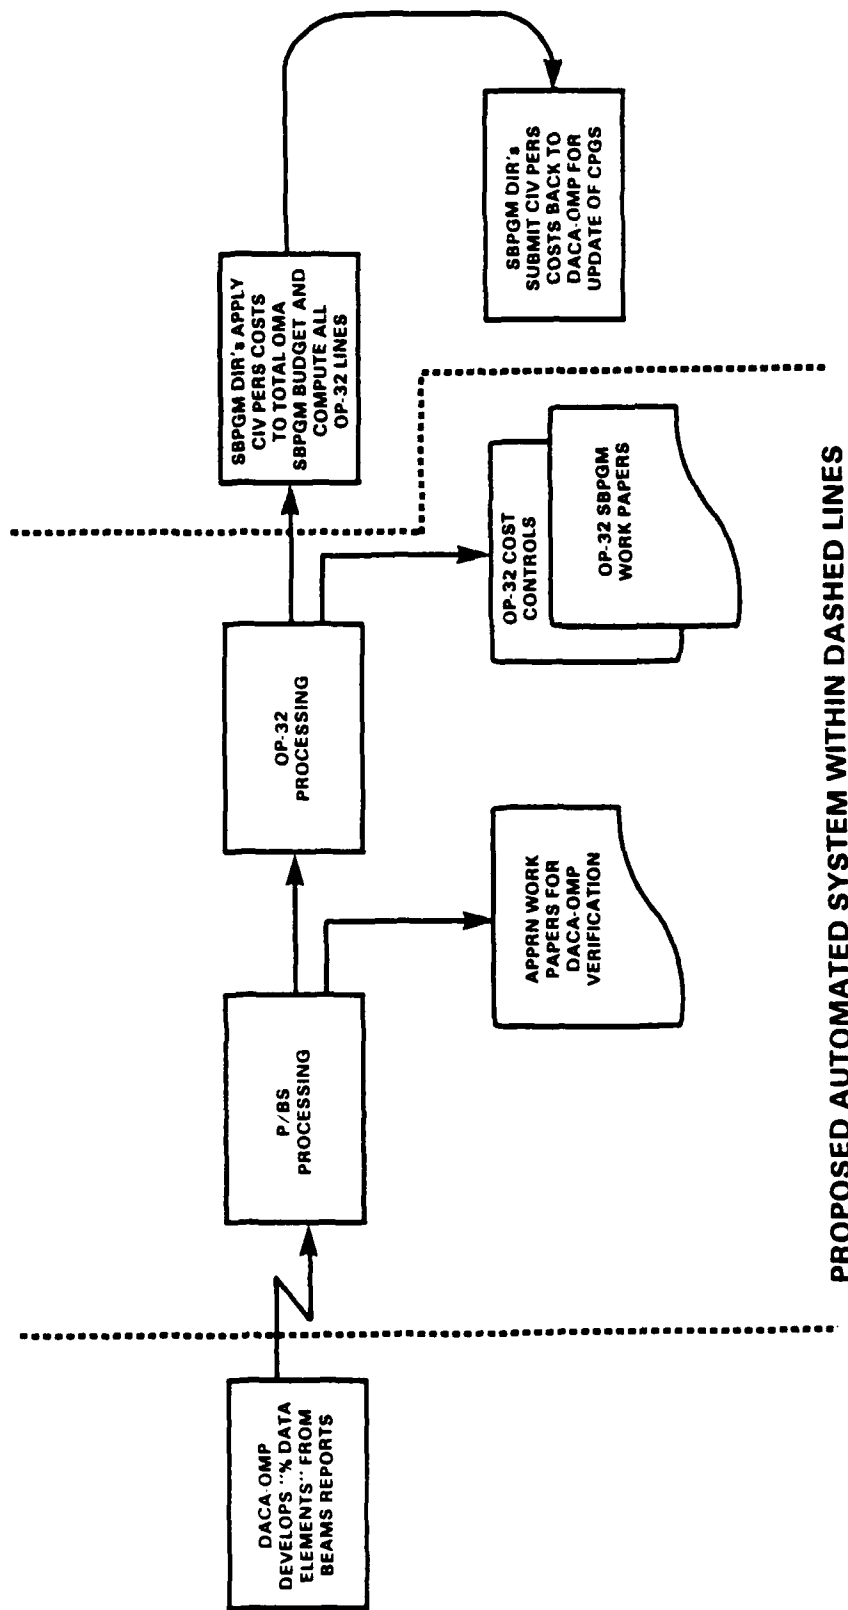 DACA-OMP
DEVELOPS "% DATA
ELEMENTS" FROM
BEAMS REPORTS
P/BS
PROCESSING
APPRN WORK
PAPERS FOR
DACA-OMP
VERIFICATION
OP-32
PROCESSING
OP-32 COST
CONTROLS
OP-32 SBPGM
WORK PAPERS
SBPGM DIR's APPLY
CIV PERS COSTS
TO TOTAL OMA
SBPGM BUDGET AND
COMPUTE ALL
OP-32 LINES
SBPGM DIR's
SUBMIT CIV PERS
COSTS BACK TO
DACA-OMP FOR
UPDATE OF CPGS
PROPOSED AUTOMATED SYSTEM WITHIN DASHED LINES